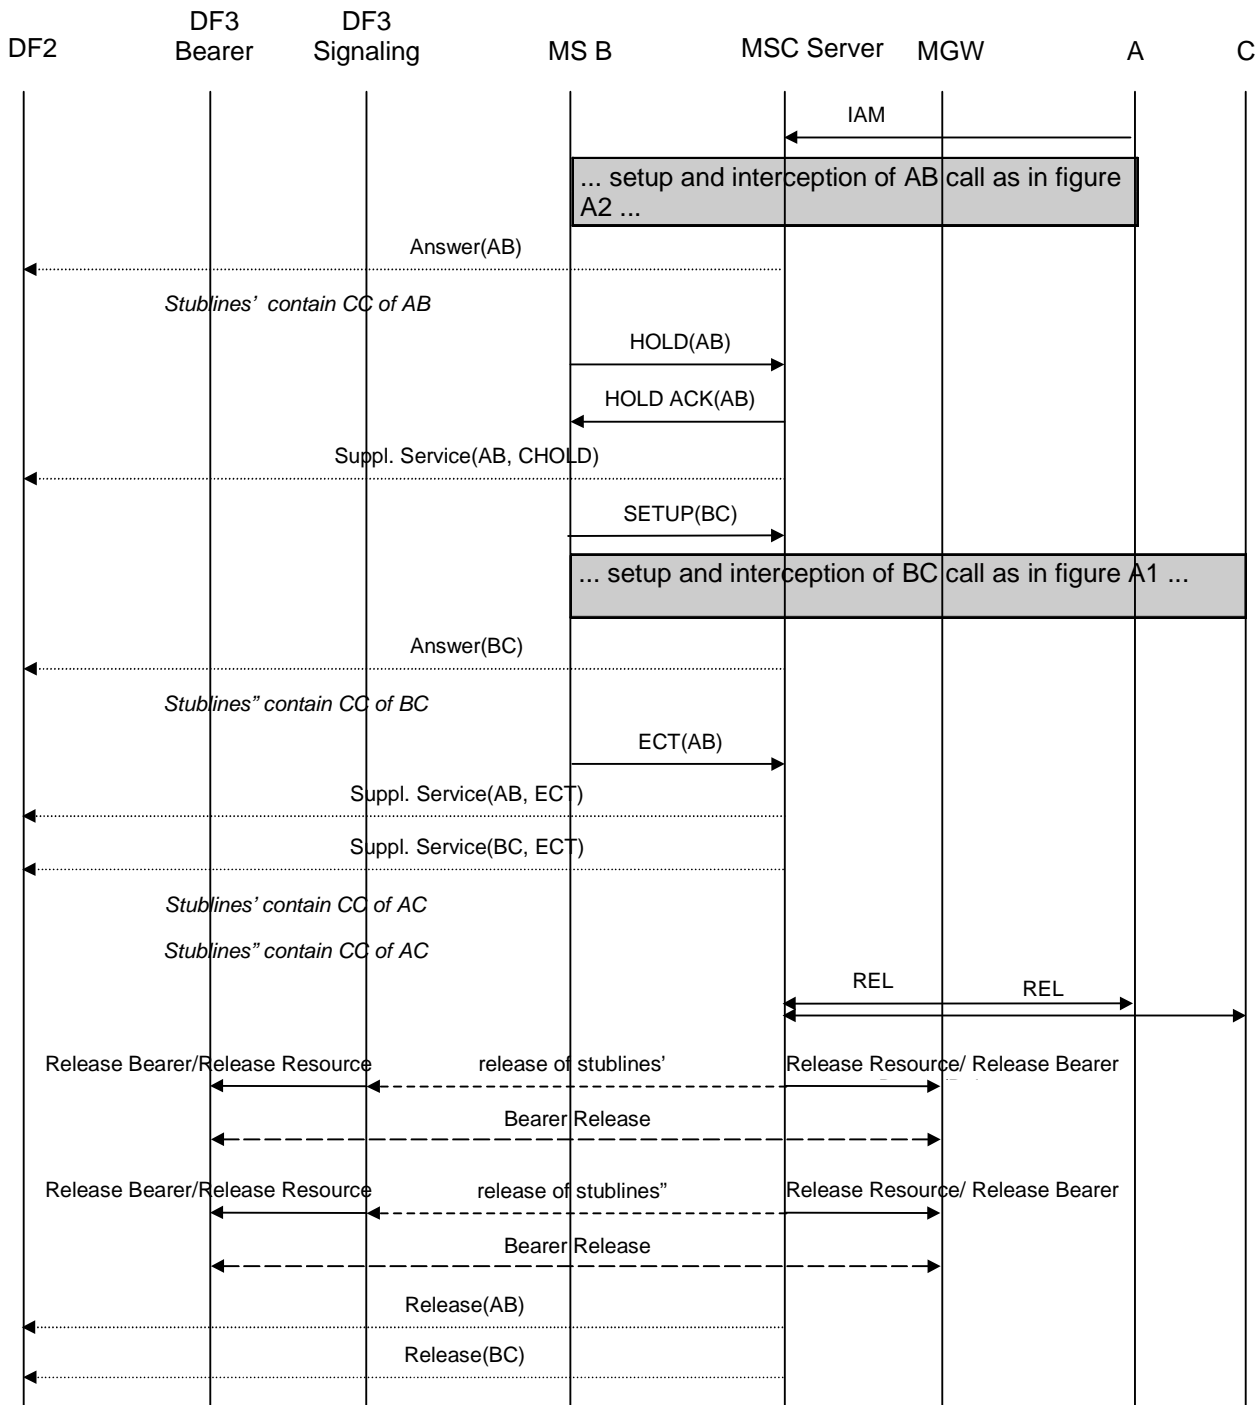 DF3
DF3
DF2
Bearer
Signaling
MS B
MSC Server
MGW
A
C
IAM
... setup and interception of AB call as in figure
A2 ...
Answer(AB)
Stublines’ contain CC of AB
HOLD(AB)
HOLD ACK(AB)
Suppl. Service(AB, CHOLD)
SETUP(BC)
... setup and interception of BC call as in figure A1 ...
Answer(BC)
Stublines” contain CC of BC
ECT(AB)
Suppl. Service(AB, ECT)
Suppl. Service(BC, ECT)
Stublines’ contain CC of AC
Stublines” contain CC of AC
REL
REL
Release Bearer/Release Resource
release of stublines’
Release Resource/ Release Bearer
Bearer Release
Release Bearer/Release Resource
release of stublines”
Release Resource/ Release Bearer
Bearer Release
Release(AB)
Release(BC)